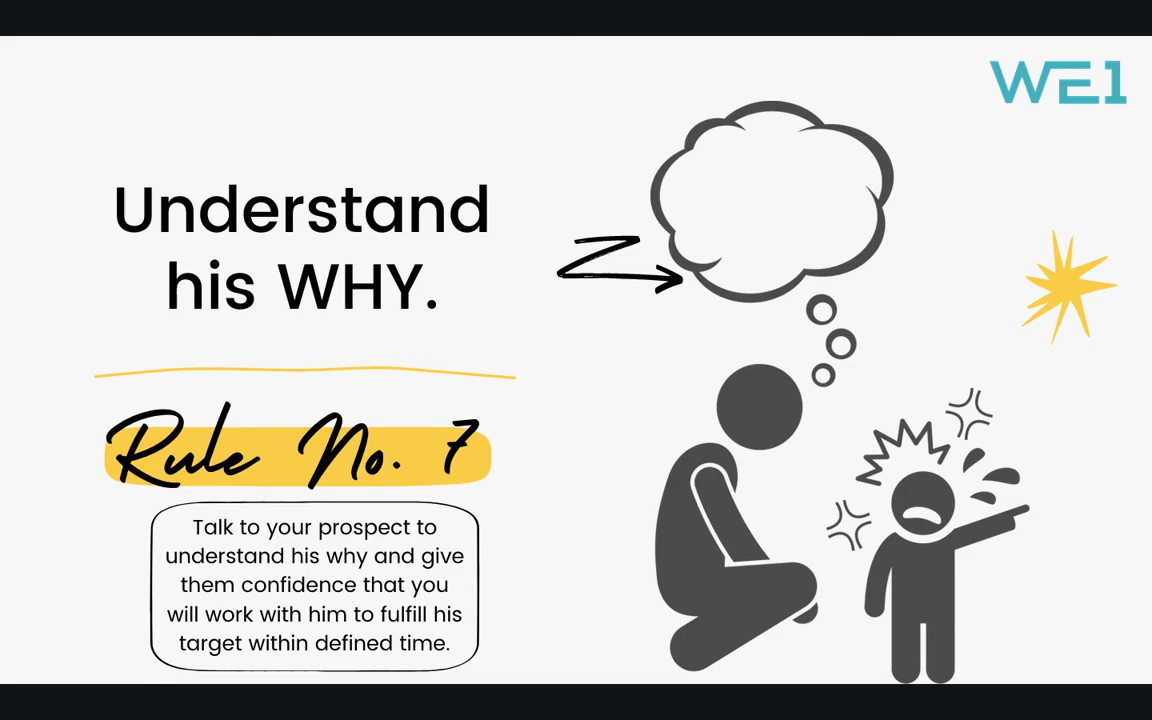 WE1
Understand
his WHY.
Rule No. 7
Talk to your prospect to
understand his why and give
them confidence that you
will work with him to fulfill his
target within defined time.